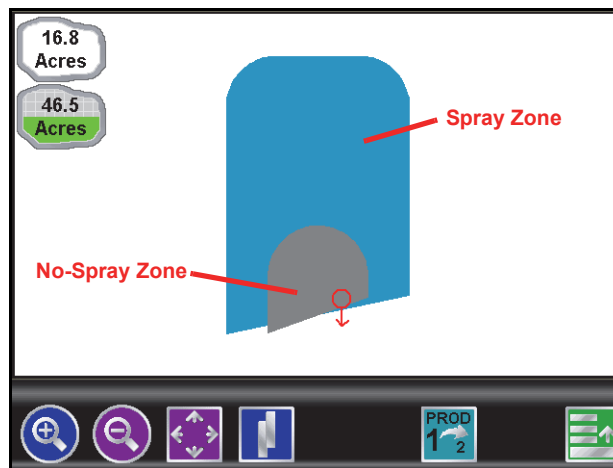 16.8
Acres
46.5
Acres
Spray Zone
No-Spray Zone
PROD
1 2